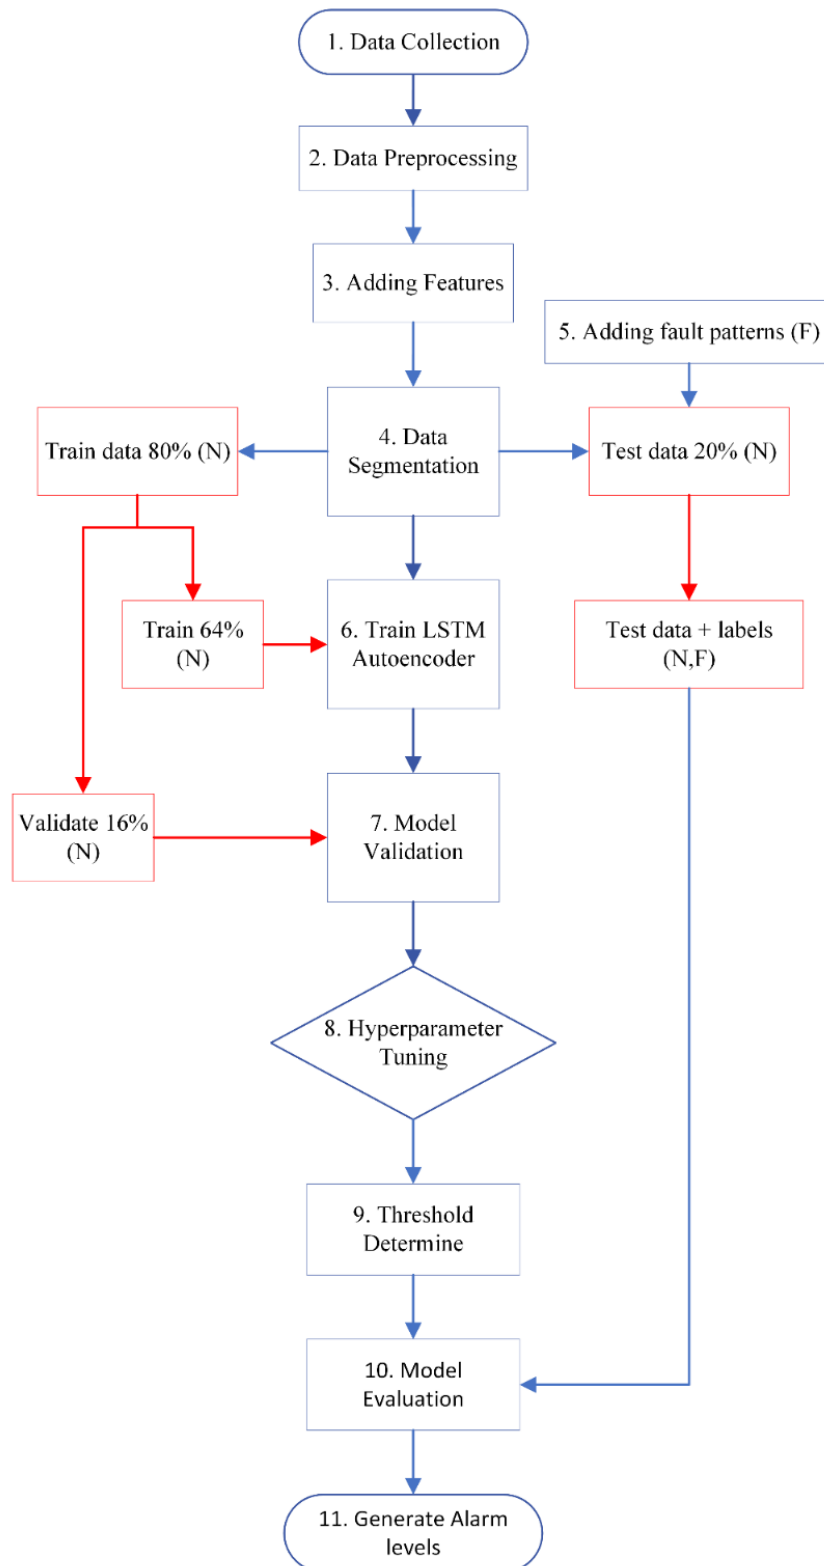 1. Data Collection
2. Data Preprocessing
3. Adding Features
5. Adding fault patterns (F)
Train data 80% (N)
4. Data
Segmentation
Test data 20% (N)
Train 64%
(N)
6. Train LSTM
Autoencoder
Test data + labels
(N,F)
Validate 16%
(N)
7. Model
Validation
8. Hyperparameter
Tuning
9. Threshold
Determine
10. Model
Evaluation
11. Generate Alarm
levels